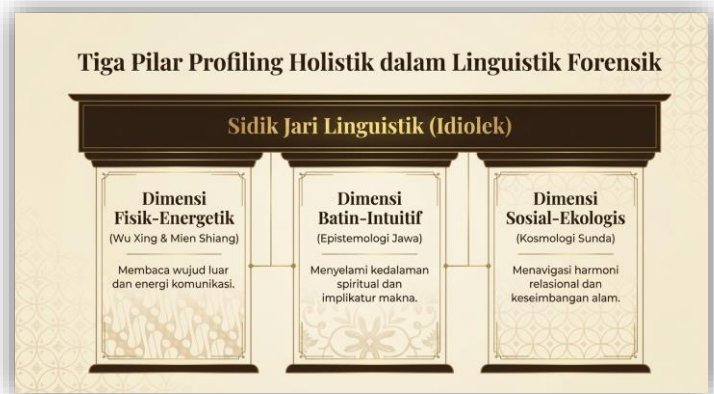 Tiga Pilar Profiling Holistik dalam Linguistik Forensik
Sidik Jari Linguistik (Idiolek)
Dimensi
Fisik-Energetik
(Wu Xing & Mien Shiang)
Membaca wujud luar
dan energi komunikasi.
Dimensi
Batin-Intuitif
(Epistemologi Jawa)
Menyelami kedalaman
spiritual dan
implikatur makna.
Dimensi
Sosial-Ekologis
(Kosmologi Sunda)
Menavigasi harmoni
relasional dan
keseimbangan alam.